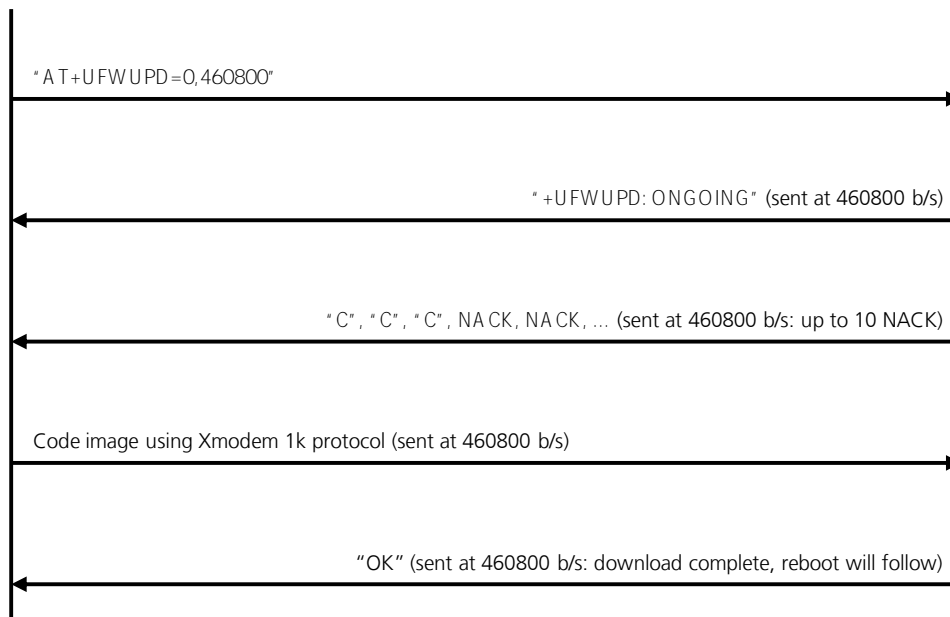 “AT+UFWUPD=0,460800”
“+UFWUPD: ONGOING” (sent at 460800 b/s)
“C”, “C”, “C”, NACK, NACK, ... (sent at 460800 b/s: up to 10 NACK)
Code image using Xmodem 1k protocol (sent at 460800 b/s)
“OK” (sent at 460800 b/s: download complete, reboot will follow)